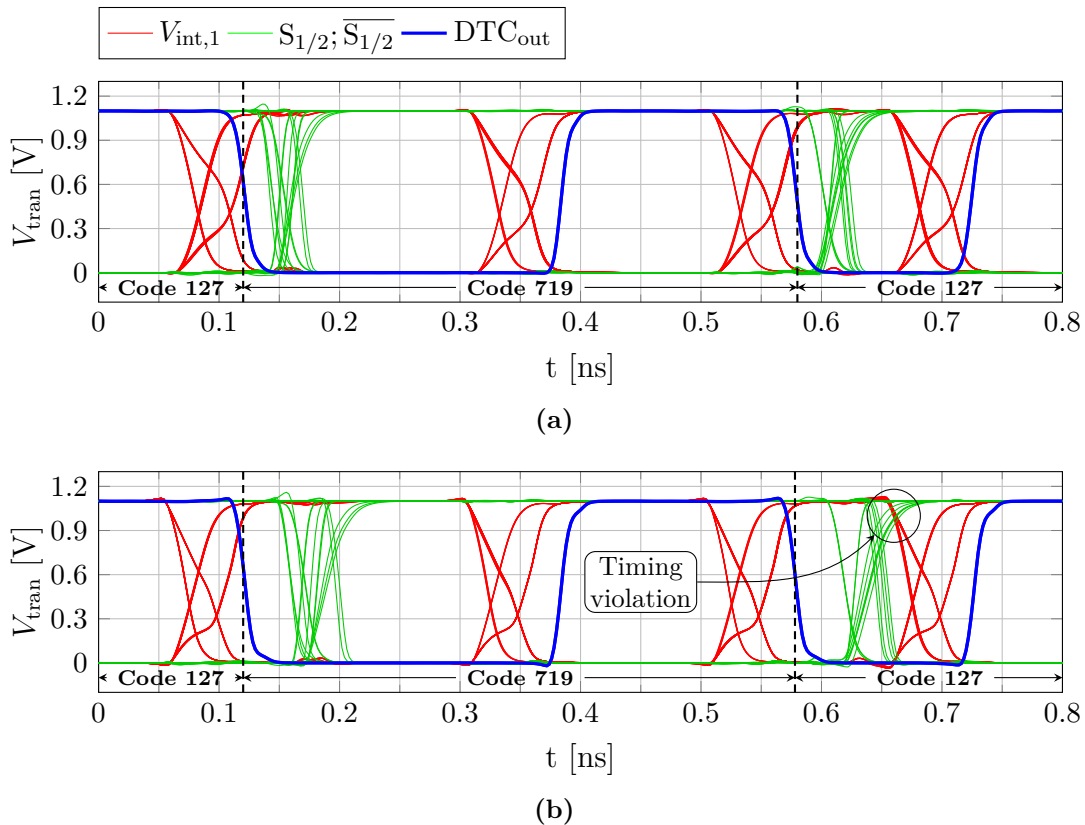 V_int,1 S_1/2; S̅_1/2 DTC_out
1.2
0.9
0.6
0.3
0
V_tran [V]
Code 127 Code 719 Code 127
0 0.1 0.2 0.3 0.4 0.5 0.6 0.7 0.8
t [ns]
(a)
1.2
0.9
0.6
0.3
0
V_tran [V]
Timing
violation
Code 127 Code 719 Code 127
0 0.1 0.2 0.3 0.4 0.5 0.6 0.7 0.8
t [ns]
(b)